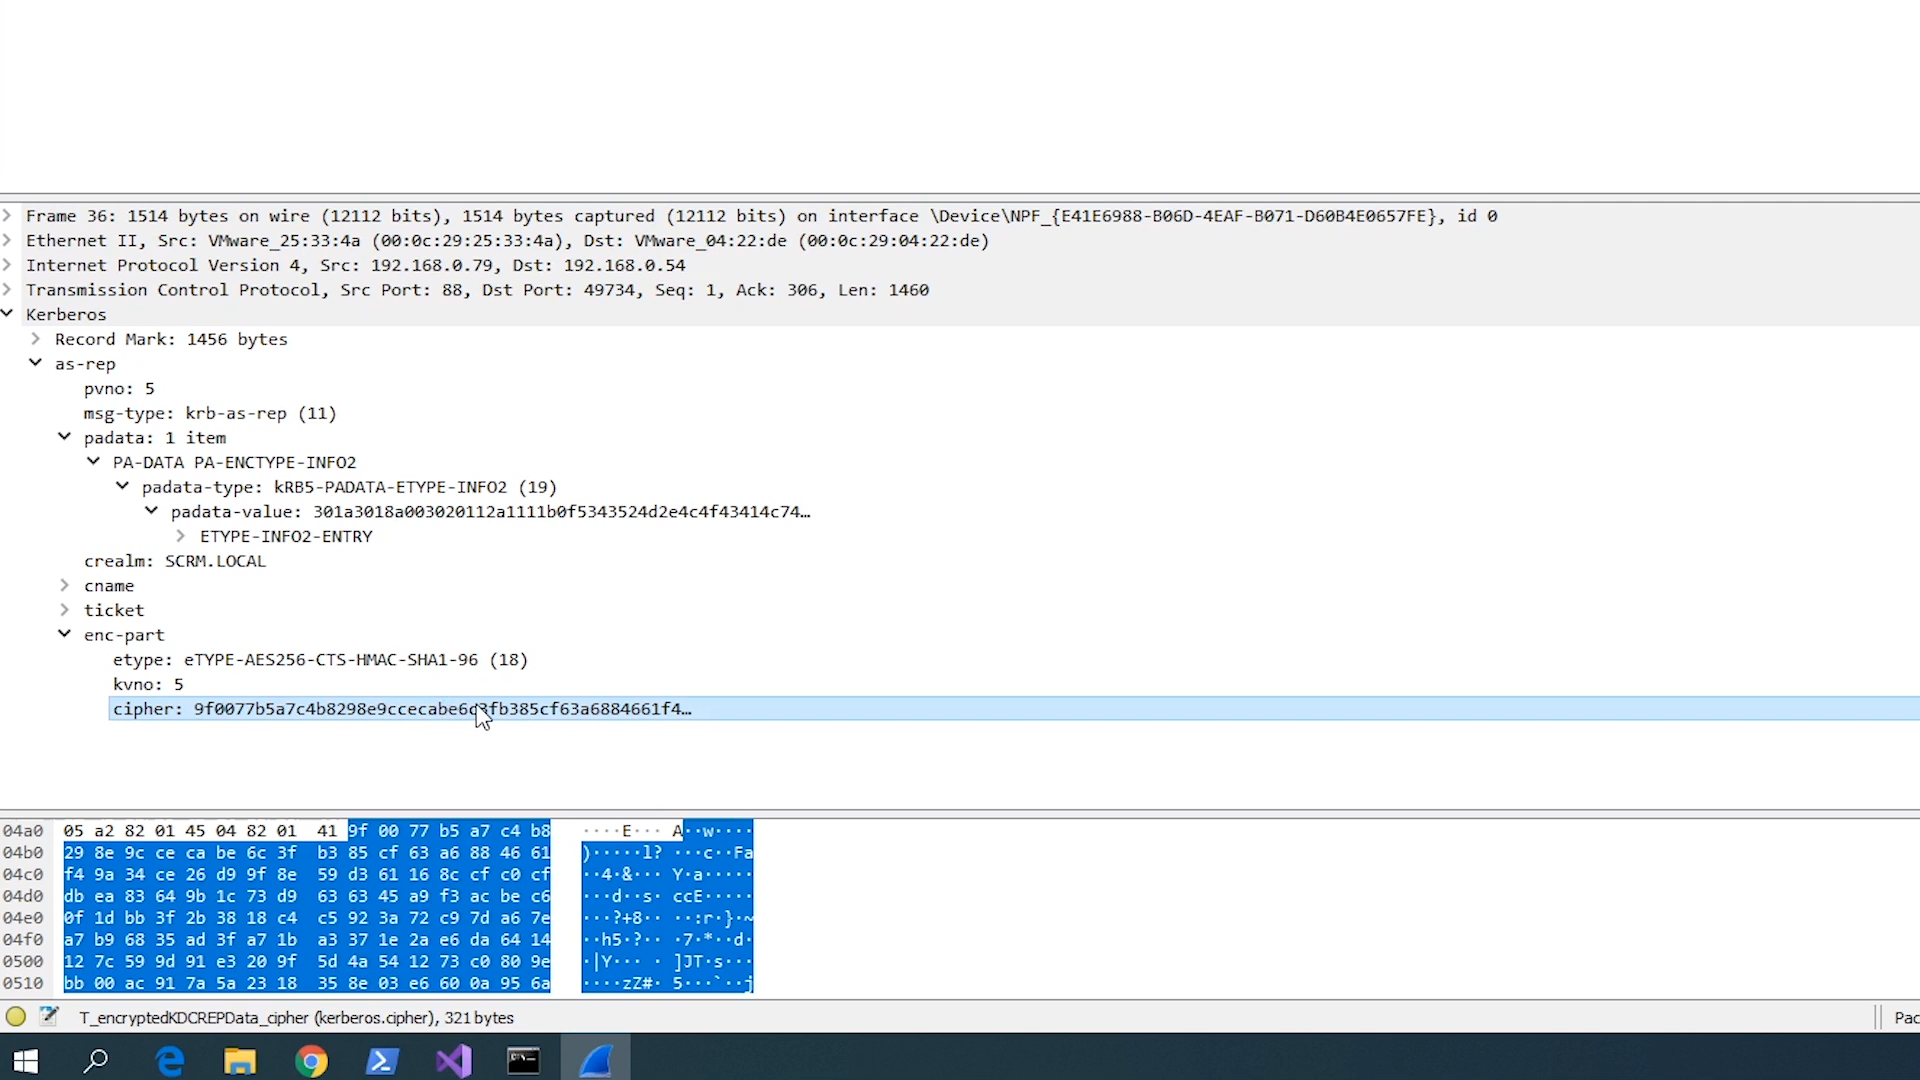 Frame 36: 1514 bytes on wire (12112 bits), 1514 bytes captured (12112 bits) on interface \Device\NPF_{E41E6988-B06D-4EAF-B071-D60B4E0657FE}, id 0
Ethernet II, Src: VMware_25:33:4a (00:0c:29:25:33:4a), Dst: VMware_04:22:de (00:0c:29:04:22:de)
Internet Protocol Version 4, Src: 192.168.0.79, Dst: 192.168.0.54
Transmission Control Protocol, Src Port: 88, Dst Port: 49734, Seq: 1, Ack: 306, Len: 1460
Kerberos
Record Mark: 1456 bytes
as-rep
pvno: 5
msg-type: krb-as-rep (11)
padata: 1 item
PA-DATA PA-ENCTYPE-INFO2
padata-type: kRB5-PADATA-ETYPE-INFO2 (19)
padata-value: 301a3018a003020112a1111b0f5343524d2e4c4f43414c74…
ETYPE-INFO2-ENTRY
crealm: SCRM.LOCAL
cname
ticket
enc-part
etype: eTYPE-AES256-CTS-HMAC-SHA1-96 (18)
kvno: 5
cipher: 9f0077b5a7c4b8298e9ccecabe6c3fb385cf63a6884661f4…
04a0 05 a2 82 01 45 04 82 01 41 9f 00 77 b5 a7 c4 b8 ····E··· A··w····
04b0 29 8e 9c ce ca be 6c 3f b3 85 cf 63 a6 88 46 61 )·····l? ···c··Fa
04c0 f4 9a 34 ce 26 d9 9f 8e 59 d3 61 16 8c cf c0 cf ··4·&··· Y·a·····
04d0 db ea 83 64 9b 1c 73 d9 63 63 45 a9 f3 ac be c6 ···d··s· ccE·····
04e0 0f 1d bb 3f 2b 38 18 c4 c5 92 3a 72 c9 7d a6 7e ···?+8·· ··:r·}·~
04f0 a7 b9 68 35 ad 3f a7 1b a3 37 1e 2a e6 da 64 14 ··h5·?·· ·7·*··d·
0500 12 7c 59 9d 91 e3 20 9f 5d 4a 54 12 73 c0 80 9e ·|Y··· · ]JT·s···
0510 bb 00 ac 91 7a 5a 23 18 35 8e 03 e6 60 0a 95 6a ····zZ#· 5···`··j
T_encryptedKDCREPData_cipher (kerberos.cipher), 321 bytes
Pac